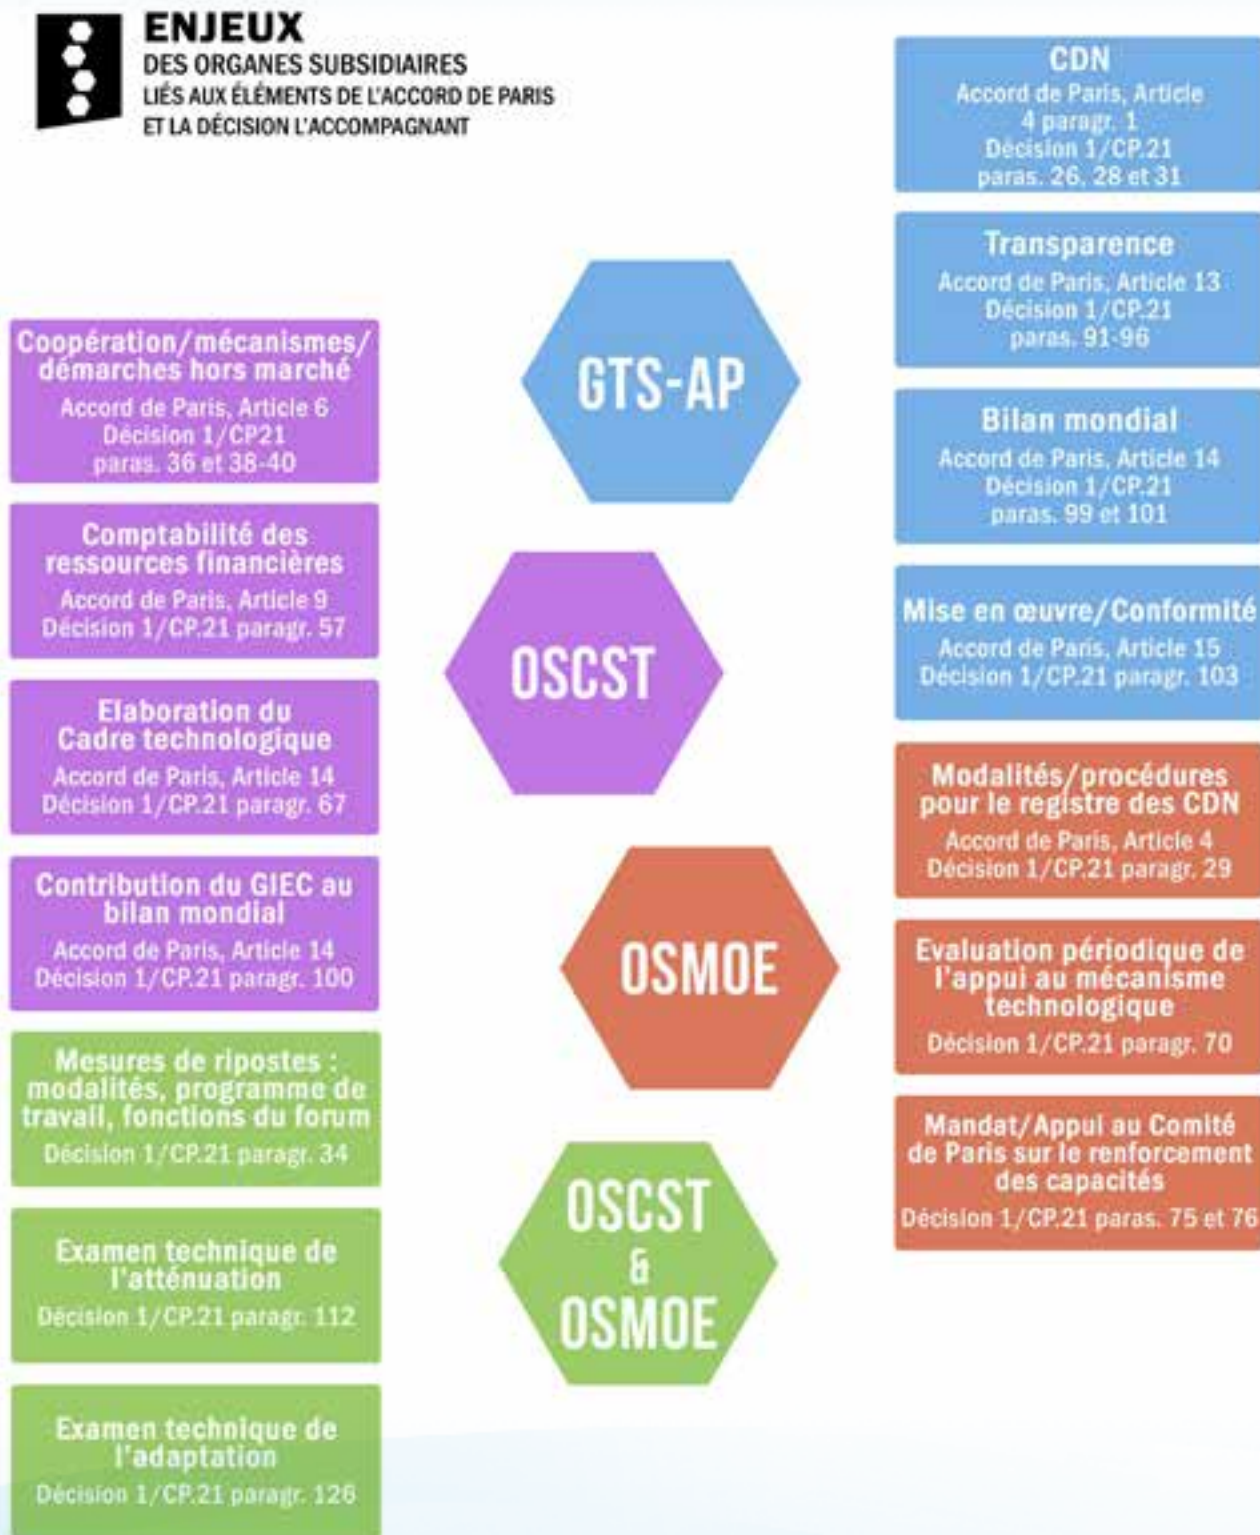 ENJEUX
DES ORGANES SUBSIDIAIRES
LIÉS AUX ÉLÉMENTS DE L'ACCORD DE PARIS
ET LA DÉCISION L'ACCOMPAGNANT
GTS-AP
CDN
Accord de Paris, Article
4 paragr. 1
Décision 1/CP.21
paras. 26, 28 et 31
Transparence
Accord de Paris, Article 13
Décision 1/CP.21
paras. 91-96
Bilan mondial
Accord de Paris, Article 14
Décision 1/CP.21
paras. 99 et 101
Mise en œuvre/Conformité
Accord de Paris, Article 15
Décision 1/CP.21 paragr. 103
OSCST
Coopération/mécanismes/
démarches hors marché
Accord de Paris, Article 6
Décision 1/CP21
paras. 36 et 38-40
Comptabilité des
ressources financières
Accord de Paris, Article 9
Décision 1/CP.21 paragr. 57
Elaboration du
Cadre technologique
Accord de Paris, Article 14
Décision 1/CP.21 paragr. 67
Contribution du GIEC au
bilan mondial
Accord de Paris, Article 14
Décision 1/CP.21 paragr. 100
OSMOE
Modalités/procédures
pour le registre des CDN
Accord de Paris, Article 4
Décision 1/CP.21 paragr. 29
Evaluation périodique de
l'appui au mécanisme
technologique
Décision 1/CP.21 paragr. 70
Mandat/Appui au Comité
de Paris sur le renforcement
des capacités
Décision 1/CP.21 paras. 75 et 76
OSCST
&
OSMOE
Mesures de ripostes :
modalités, programme de
travail, fonctions du forum
Décision 1/CP.21 paragr. 34
Examen technique de
l'atténuation
Décision 1/CP.21 paragr. 112
Examen technique de
l'adaptation
Décision 1/CP.21 paragr. 126